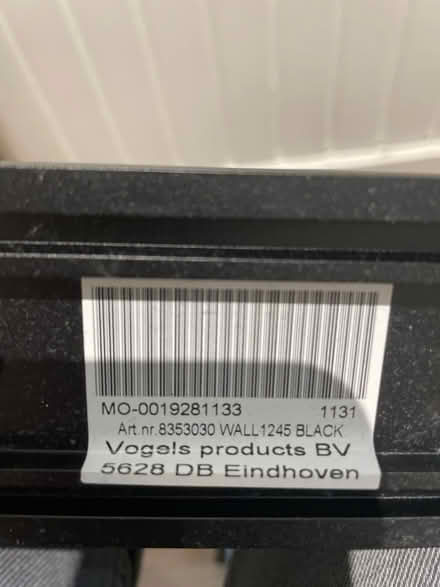 MO-0019281133 1131
Art nr.8353030 WALL1245 BLACK
Vogels products BV
5628 DB Eindhoven